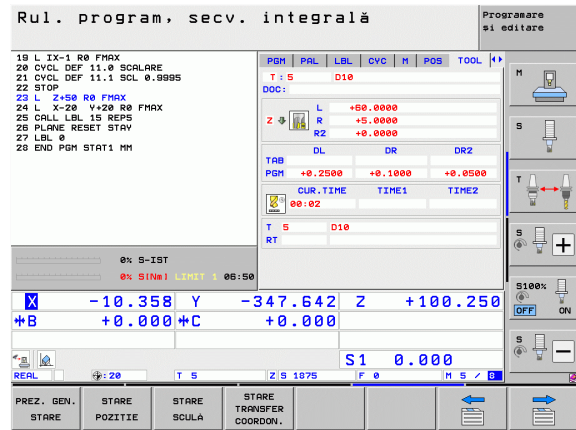 Rul. program, secv. integrală
Programare
și editare
19 L IX-1 R0 FMAX
20 CYCL DEF 11.0 SCALARE
21 CYCL DEF 11.1 SCL 0.9995
22 STOP
23 L Z+50 R0 FMAX
24 L X-20 Y+20 R0 FMAX
25 CALL LBL 15 REP5
26 PLANE RESET STAY
27 LBL 0
28 END PGM STAT1 MM
PGM PAL LBL CYC M POS TOOL
T : 5 D10
DOC:
Z L +60.0000
R +5.0000
R2 +0.0000
DL DR DR2
TAB
PGM +0.2500 +0.1000 +0.0500
CUR.TIME TIME1 TIME2
00:02
T 5 D10
RT
0% S-IST
0% S[Nm] LIMIT 1 06:50
X -10.358 Y -347.642 Z +100.250
B +0.000 C +0.000
S1 0.000
REAL : 20 T 5 Z S 1875 F 0 M 5 / 8
M
S
T
S
S100%
OFF ON
S
PREZ. GEN. STARE
STARE POZITIE
STARE SCULĂ
STARE TRANSFER COORDON.